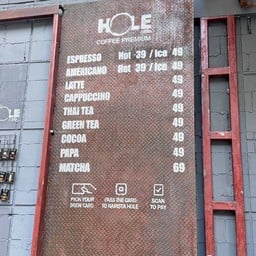 HOLE
COFFEE PREMIUM
ESPRESSO Hot 39 / Ice 49
AMERICANO Hot 39 / Ice 49
LATTE 49
CAPPUCCINO 49
THAI TEA 49
GREEN TEA 49
COCOA 49
PAPA 49
MATCHA 69
PICK YOUR
BREW CARD
PASS THE CARD
TO BARISTA HOLE
SCAN
TO PAY
OLE